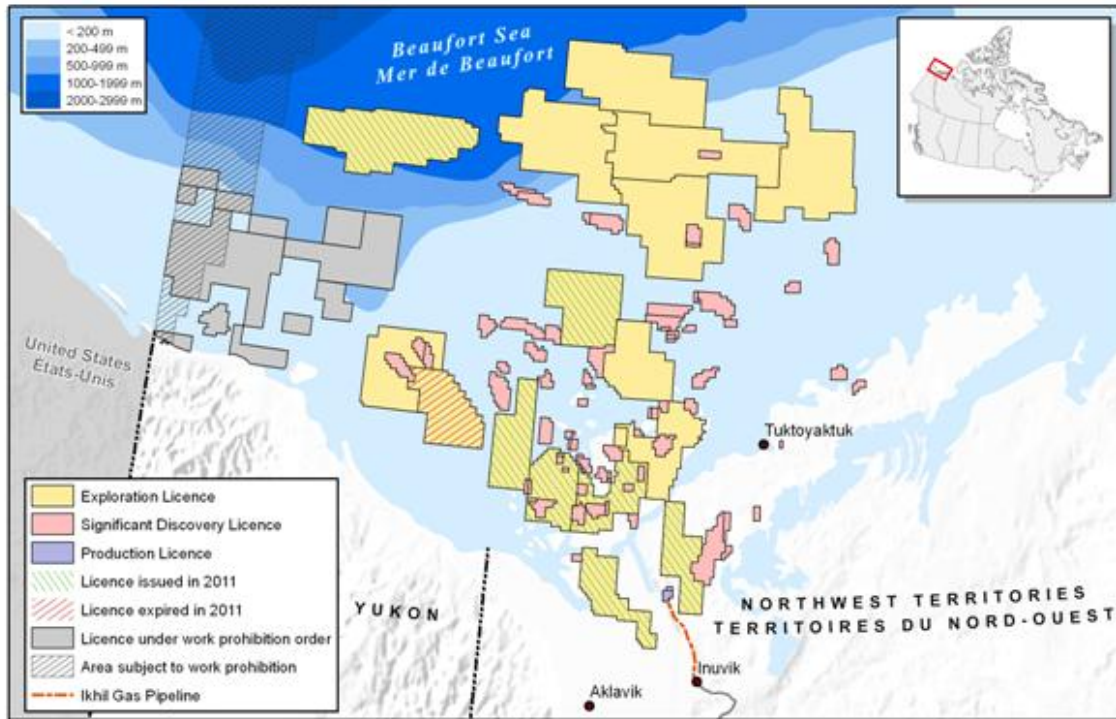 < 200 m
200-499 m
500-999 m
1000-1999 m
2000-2999 m
Beaufort Sea
Mer de Beaufort
United States
États-Unis
Tuktoyaktuk
Exploration Licence
Significant Discovery Licence
Production Licence
Licence issued in 2011
Licence expired in 2011
Licence under work prohibition order
Area subject to work prohibition
Ikhil Gas Pipeline
YUKON
NORTHWEST TERRITORIES
TERRITOIRES DU NORD-OUEST
Inuvik
Aklavik